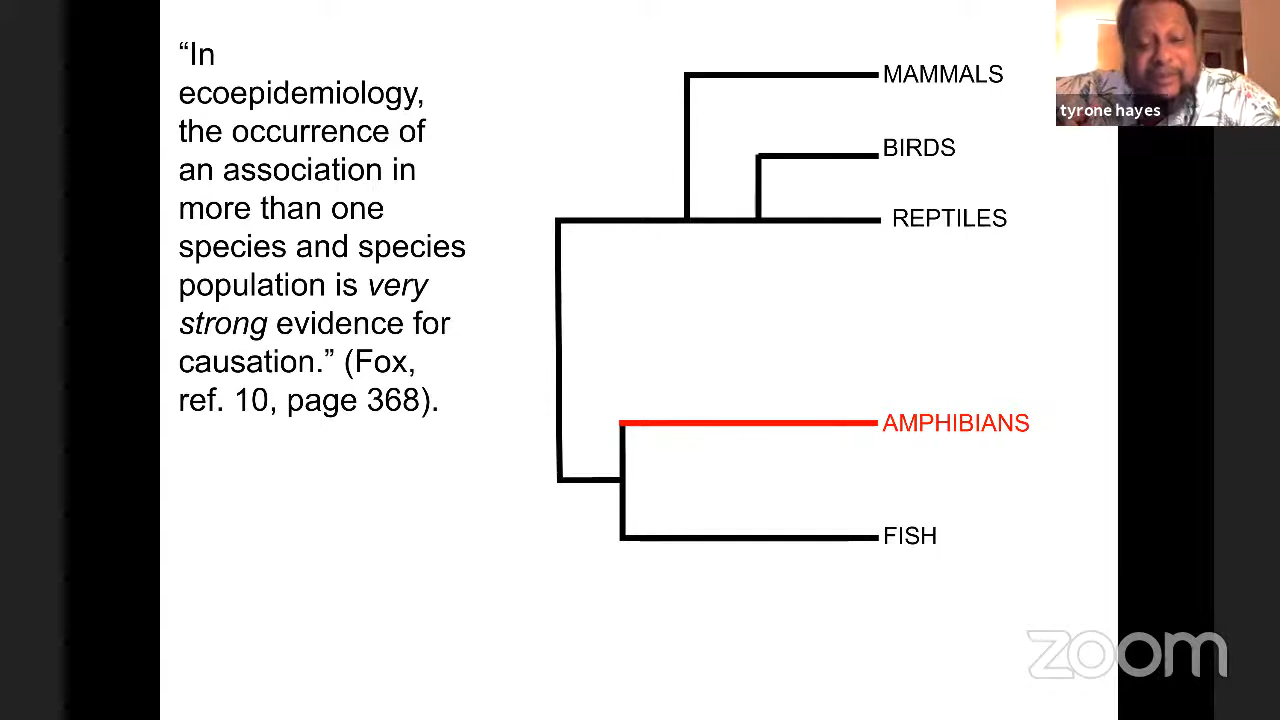 “In
ecoepidemiology,
the occurrence of
an association in
more than one
species and species
population is very
strong evidence for
causation.” (Fox,
ref. 10, page 368).
MAMMALS
BIRDS
REPTILES
AMPHIBIANS
FISH
tyrone hayes
zoom